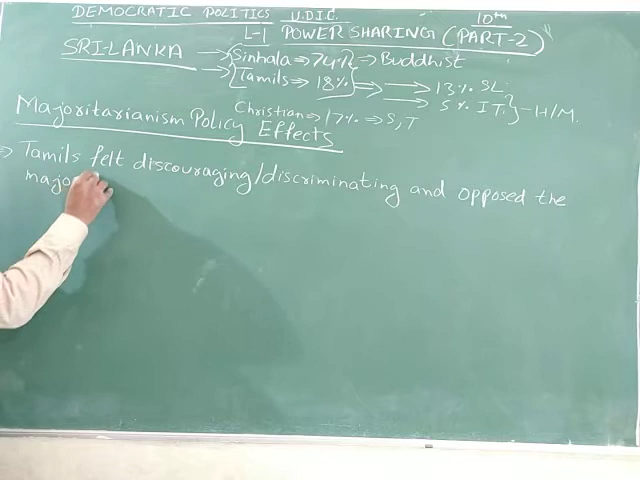 DEMOCRATIC POLITICS U.D.I.C. 10th
L-1 POWER SHARING (PART-2)
SRI-LANKA → Sinhala ⇒ 74% → Buddhist
→ Tamils ⇒ 18% ⇒ → 13% SL.
→ 5% IT. } - H/M.
Christian ⇒ 7% ⇒ S, T
Majoritarianism Policy Effects
⇒ Tamils felt discouraging/discriminating and opposed the
majo